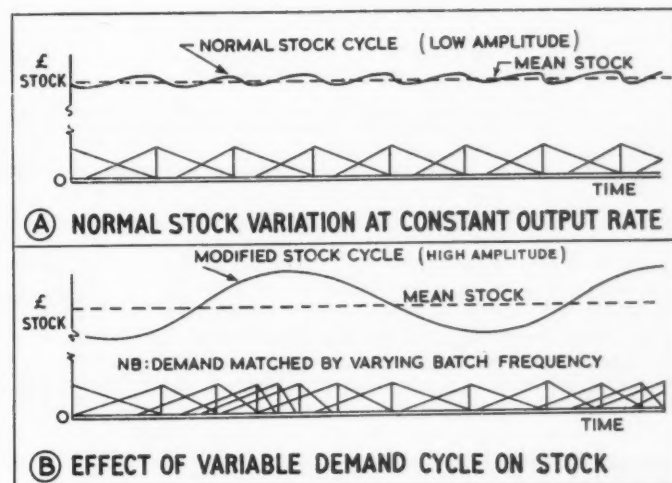 NORMAL STOCK CYCLE (LOW AMPLITUDE)
£
STOCK
MEAN STOCK
O
TIME
A NORMAL STOCK VARIATION AT CONSTANT OUTPUT RATE
MODIFIED STOCK CYCLE (HIGH AMPLITUDE)
£
STOCK
MEAN STOCK
NB: DEMAND MATCHED BY VARYING BATCH FREQUENCY
O
TIME
B EFFECT OF VARIABLE DEMAND CYCLE ON STOCK